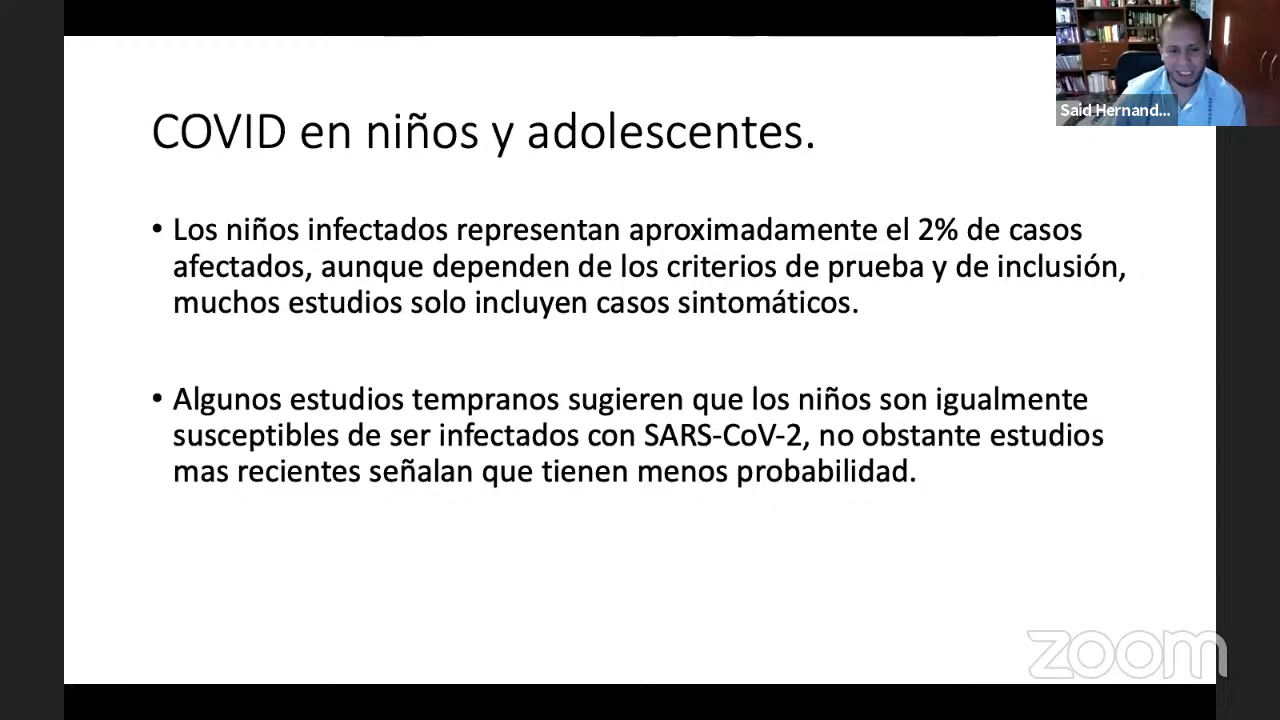 Said Hernand...
COVID en niños y adolescentes.
• Los niños infectados representan aproximadamente el 2% de casos
afectados, aunque dependen de los criterios de prueba y de inclusión,
muchos estudios solo incluyen casos sintomáticos.
• Algunos estudios tempranos sugieren que los niños son igualmente
susceptibles de ser infectados con SARS-CoV-2, no obstante estudios
mas recientes señalan que tienen menos probabilidad.
zoom